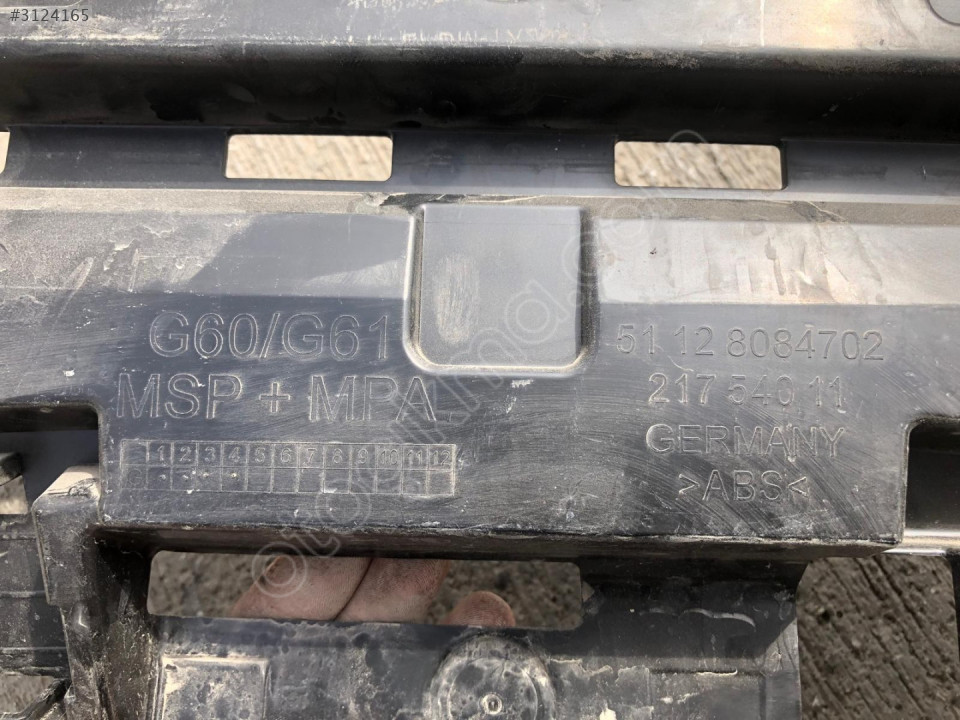 #3124165
G60/G61
MSP + MPA
1 2 3 4 5 6 7 8 9 10 11 12
51 12 8084702
217 540 11
GERMANY
>ABS<